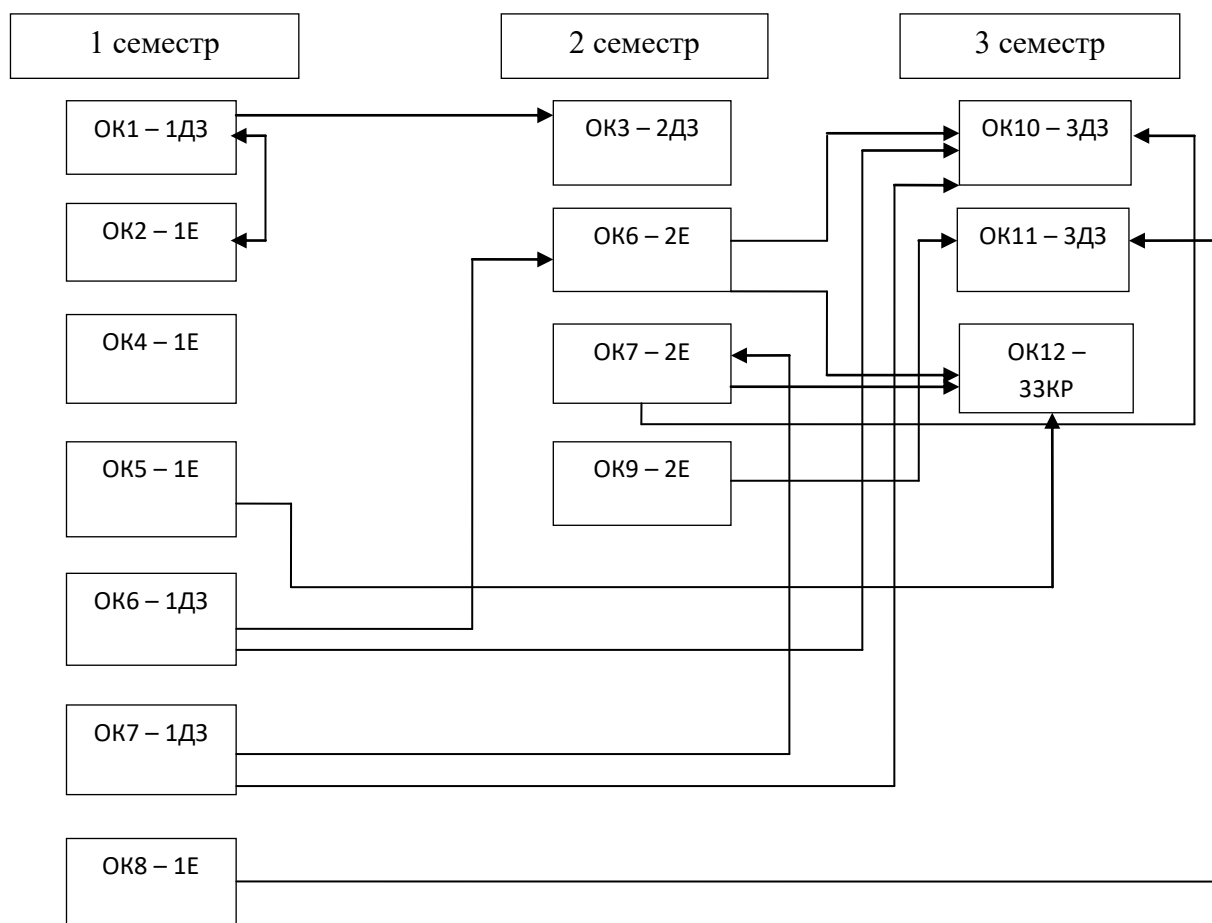 1 семестр
2 семестр
3 семестр
ОК1 – 1ДЗ
ОК3 – 2ДЗ
ОК10 – 3ДЗ
ОК2 – 1Е
ОК6 – 2Е
ОК11 – 3ДЗ
ОК4 – 1Е
ОК7 – 2Е
ОК12 –
3ЗКР
ОК5 – 1Е
ОК9 – 2Е
ОК6 – 1ДЗ
ОК7 – 1ДЗ
ОК8 – 1Е